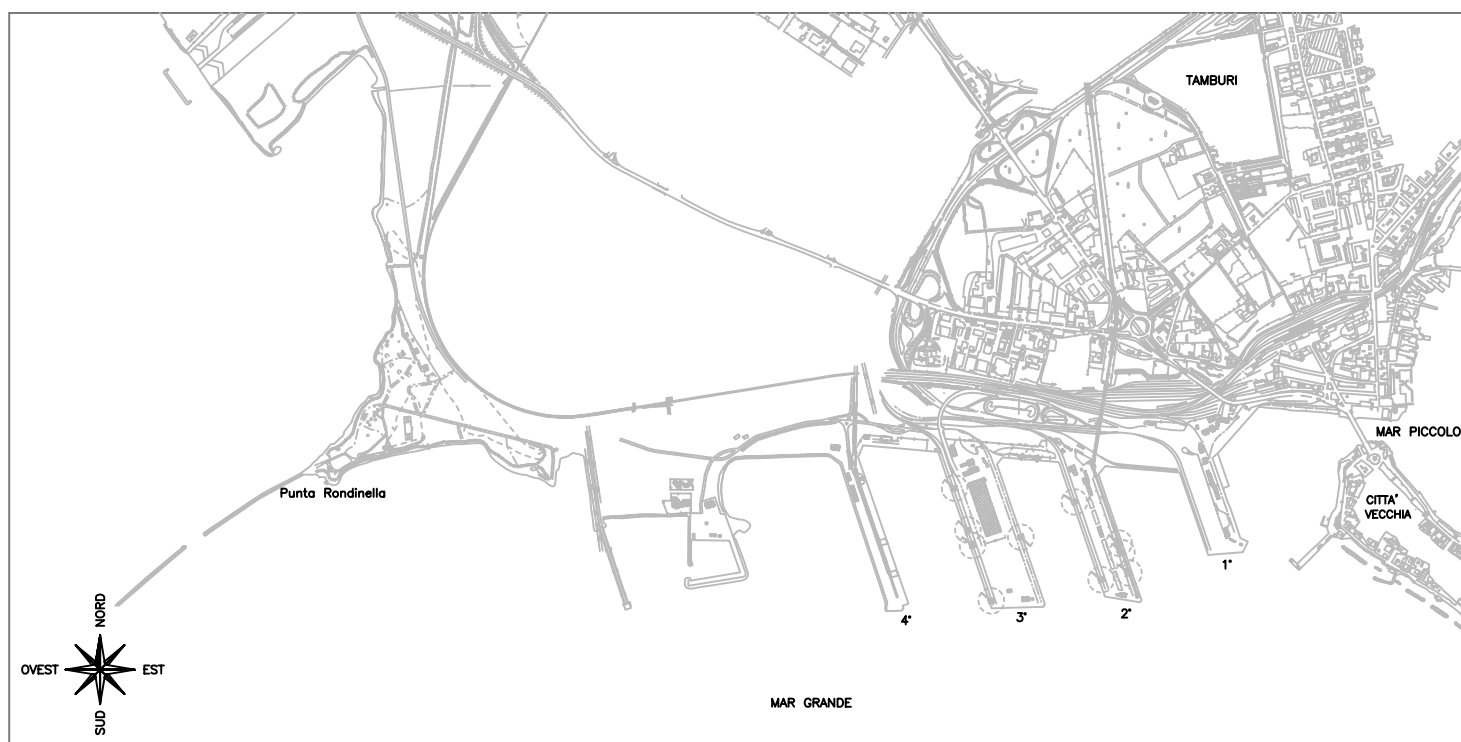 TAMBURI
MAR PICCOLO
Punta Rondinella
CITTA'
VECCHIA
1°
2°
3°
4°
NORD
OVEST
EST
SUD
MAR GRANDE